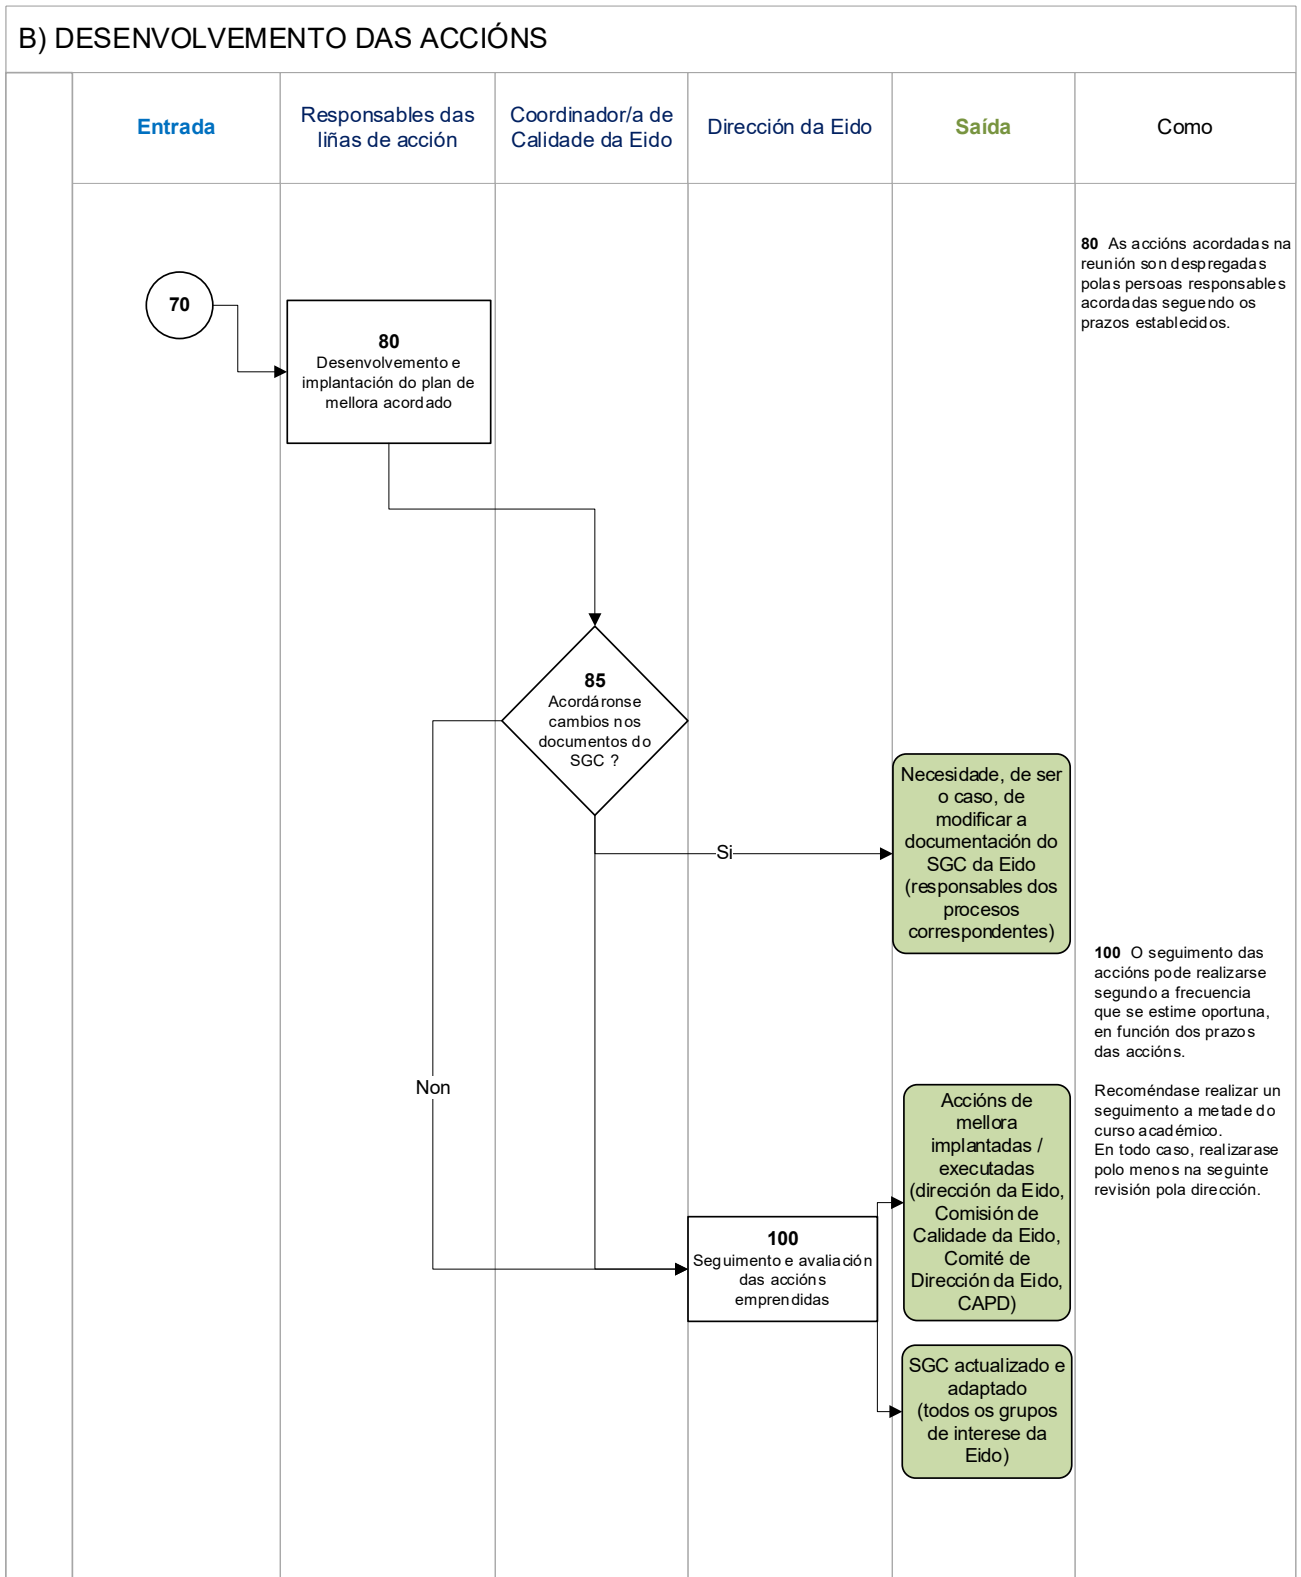 B) DESENVOLVEMENTO DAS ACCIÓNS
Entrada
Responsables das
liñas de acción
Coordinador/a de
Calidade da Eido
Dirección da Eido
Saída
Como
70
80
Desenvolvemento e
implantación do plan de
mellora acordado
80 As accións acordadas na
reunión son despregadas
polas persoas responsables
acordadas seguendo os
prazos establecidos.
85
Acordáronse
cambios nos
documentos do
SGC ?
Si
Non
Necesidade, de ser
o caso, de
modificar a
documentación do
SGC da Eido
(responsables dos
procesos
correspondentes)
100 O seguimento das
accións pode realizarse
segundo a frecuencia
que se estime oportuna,
en función dos prazos
das accións.
Recoméndase realizar un
seguimento a metade do
curso académico.
En todo caso, realizarase
polo menos na seguinte
revisión pola dirección.
100
Seguimento e avaliación
das accións
emprendidas
Accións de
mellora
implantadas /
executadas
(dirección da Eido,
Comisión de
Calidade da Eido,
Comité de
Dirección da Eido,
CAPD)
SGC actualizado e
adaptado
(todos os grupos
de interese da
Eido)